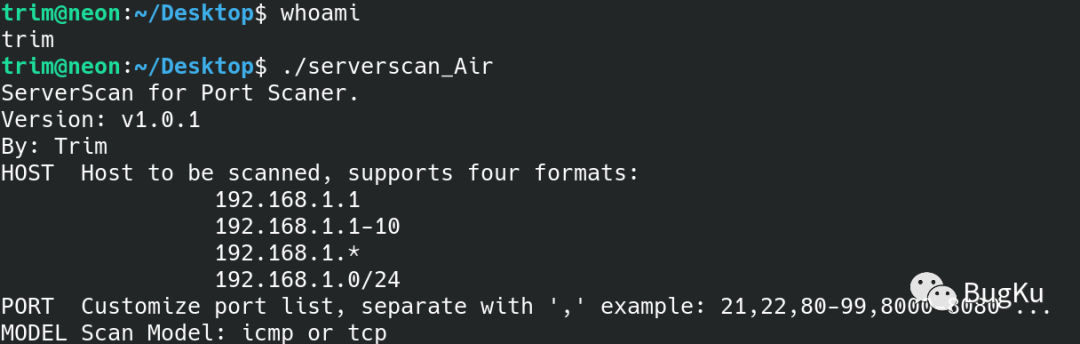 trim@neon:~/Desktop$ whoami
trim
trim@neon:~/Desktop$ ./serverscan_Air
ServerScan for Port Scaner.
Version: v1.0.1
By: Trim
HOST  Host to be scanned, supports four formats:
192.168.1.1
192.168.1.1-10
192.168.1.*
192.168.1.0/24
PORT  Customize port list, separate with ',' example: 21,22,80-99,8000-8080 ...
BugKu
MODEL Scan Model: icmp or tcp